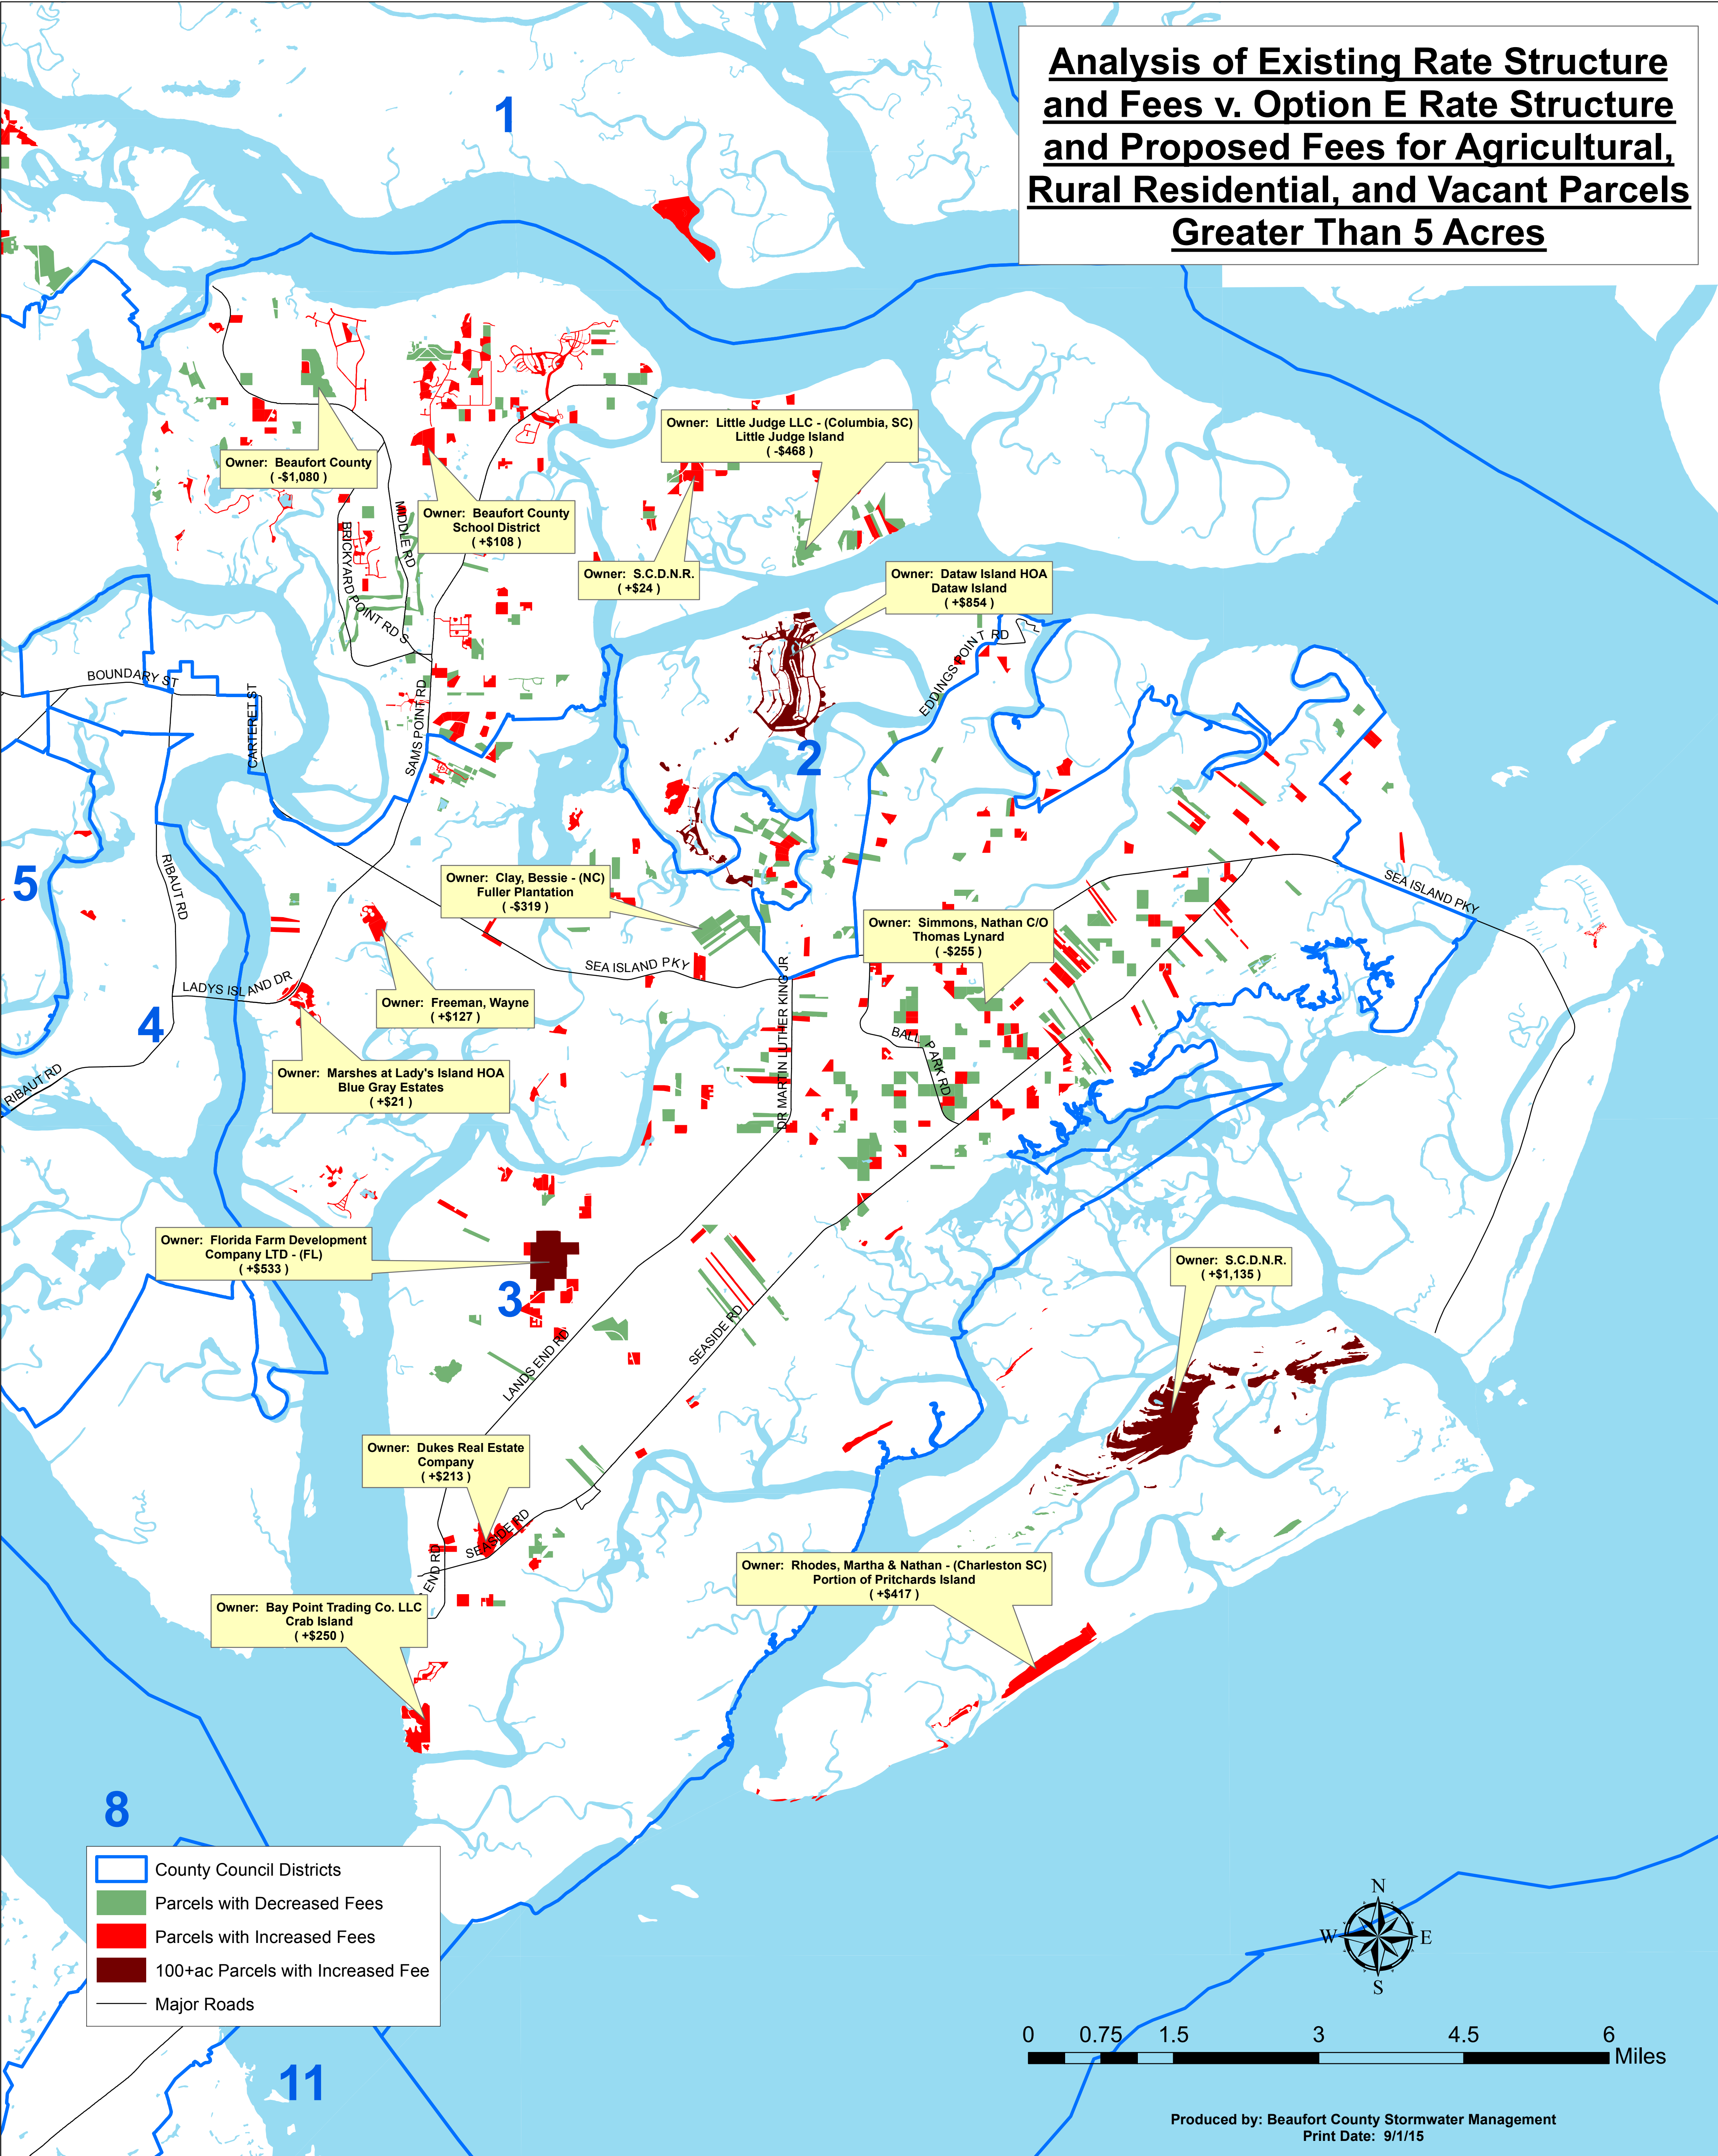 Analysis of Existing Rate Structure
and Fees v. Option E Rate Structure
and Proposed Fees for Agricultural,
Rural Residential, and Vacant Parcels
Greater Than 5 Acres
1
Owner: Little Judge LLC - (Columbia, SC)
Little Judge Island
( -$468 )
Owner: Beaufort County
( -$1,080 )
Owner: Beaufort County
School District
( +$108 )
MIDDLE RD
BRICKYARD POINT RD S
Owner: S.C.D.N.R.
( +$24 )
Owner: Dataw Island HOA
Dataw Island
( +$854 )
EDDINGS POINT RD
BOUNDARY ST
CARTERET ST
SAMS POINT RD
2
5
RIBAUT RD
Owner: Clay, Bessie - (NC)
Fuller Plantation
( -$319 )
SEA ISLAND PKY
Owner: Simmons, Nathan C/O
Thomas Lynard
( -$255 )
SEA ISLAND PKY
LADYS ISLAND DR
Owner: Freeman, Wayne
( +$127 )
4
DR MARTIN LUTHER KING JR
BALL PARK RD
RIBAUT RD
Owner: Marshes at Lady's Island HOA
Blue Gray Estates
( +$21 )
Owner: Florida Farm Development
Company LTD - (FL)
( +$533 )
Owner: S.C.D.N.R.
( +$1,135 )
3
LANDS END RD
SEASIDE RD
Owner: Dukes Real Estate
Company
( +$213 )
SEASIDE RD
END RD
Owner: Rhodes, Martha & Nathan - (Charleston SC)
Portion of Pritchards Island
( +$417 )
Owner: Bay Point Trading Co. LLC
Crab Island
( +$250 )
8
County Council Districts
Parcels with Decreased Fees
Parcels with Increased Fees
100+ac Parcels with Increased Fee
Major Roads
11
N
W E
S
0 0.75 1.5 3 4.5 6
Miles
Produced by: Beaufort County Stormwater Management
Print Date: 9/1/15